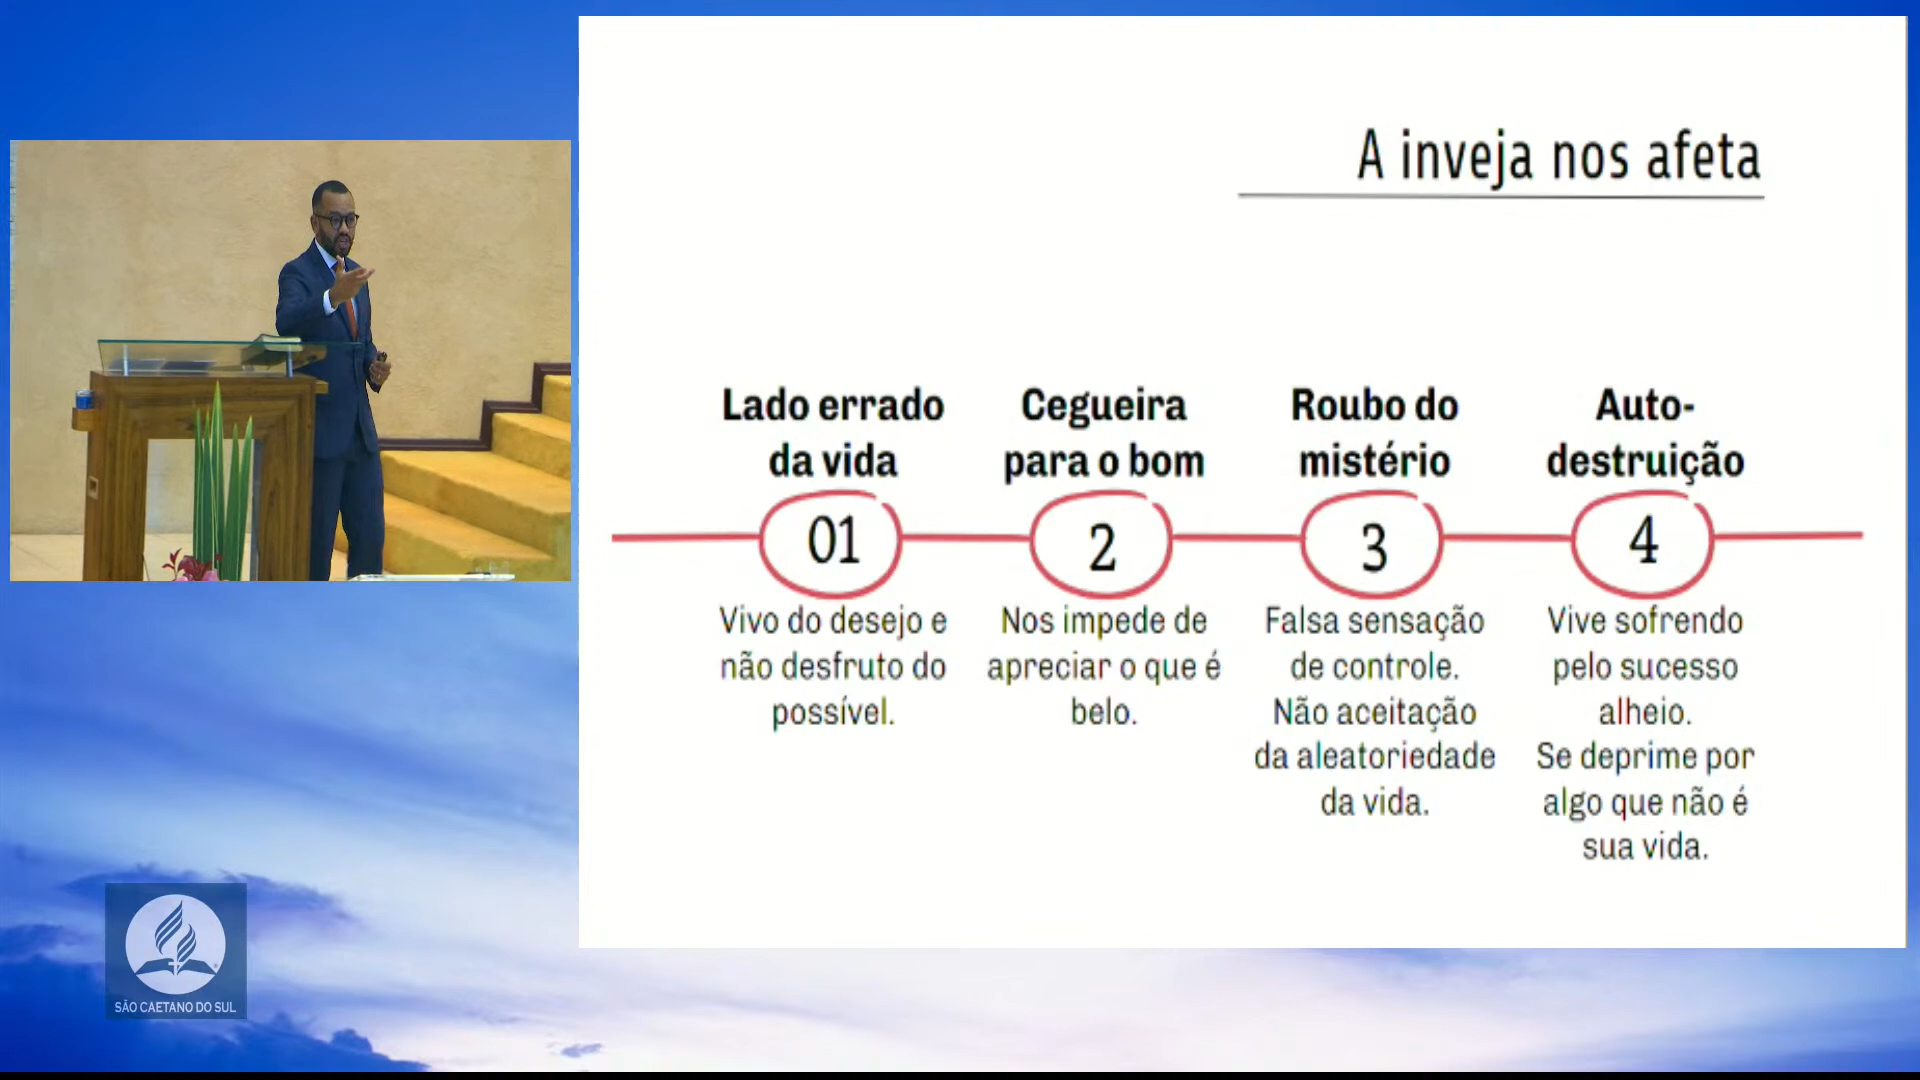 A inveja nos afeta
Lado errado
da vida
01
Vivo do desejo e
não desfruto do
possível.
Cegueira
para o bom
2
Nos impede de
apreciar o que é
belo.
Roubo do
mistério
3
Falsa sensação
de controle.
Não aceitação
da aleatoriedade
da vida.
Auto-
destruição
4
Vive sofrendo
pelo sucesso
alheio.
Se deprime por
algo que não é
sua vida.
SÃO CAETANO DO SUL